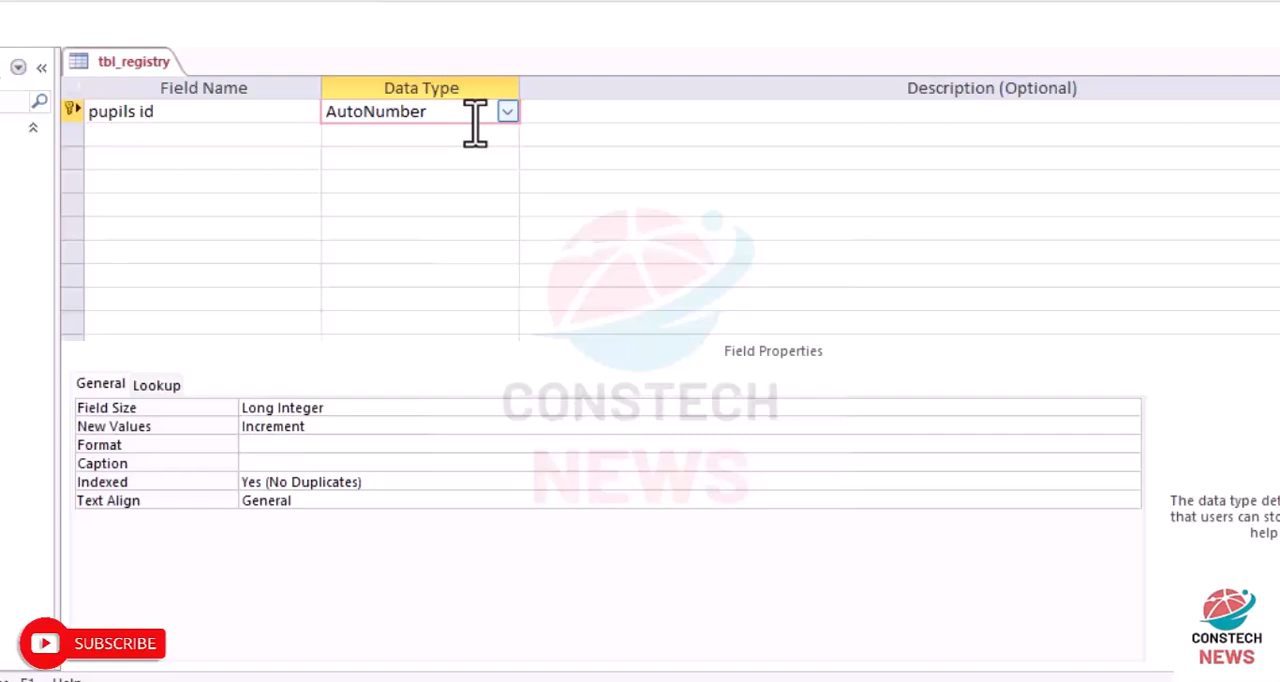 tbl_registry
Field Name Data Type Description (Optional)
pupils id AutoNumber
Field Properties
General Lookup
Field Size Long Integer
New Values Increment
Format
Caption
Indexed Yes (No Duplicates)
Text Align General
CONSTECH
NEWS
The data type
that users can
help
SUBSCRIBE
CONSTECH
NEWS